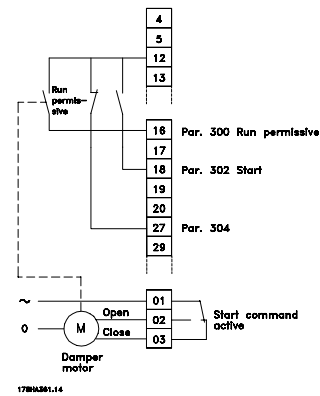 4
5
12
13
Run
permis-
sive
16 Par. 300 Run permissive
17
18 Par. 302 Start
19
20
27 Par. 304
29
~ 01
Open 02 Start command
active
0 M Close 03
Damper
motor
178HA361.14